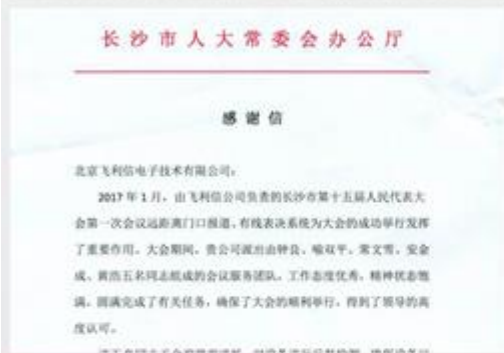 长沙市人大常委会办公厅
感谢信
北京飞利信电子技术有限公司：
2017 年 1 月，由飞利信公司负责的长沙市第十五届人民代表大
会第一次会议远距离门口报道、有线表决系统为大会的成功举行发挥
了重要作用。大会期间，贵公司派出由钟良、喻双平、常文雪、安金
成、黄浩五名同志组成的会议服务团队，工作态度优秀，精神状态饱
满，圆满完成了有关任务，确保了大会的顺利举行，得到了领导的高
度认可。